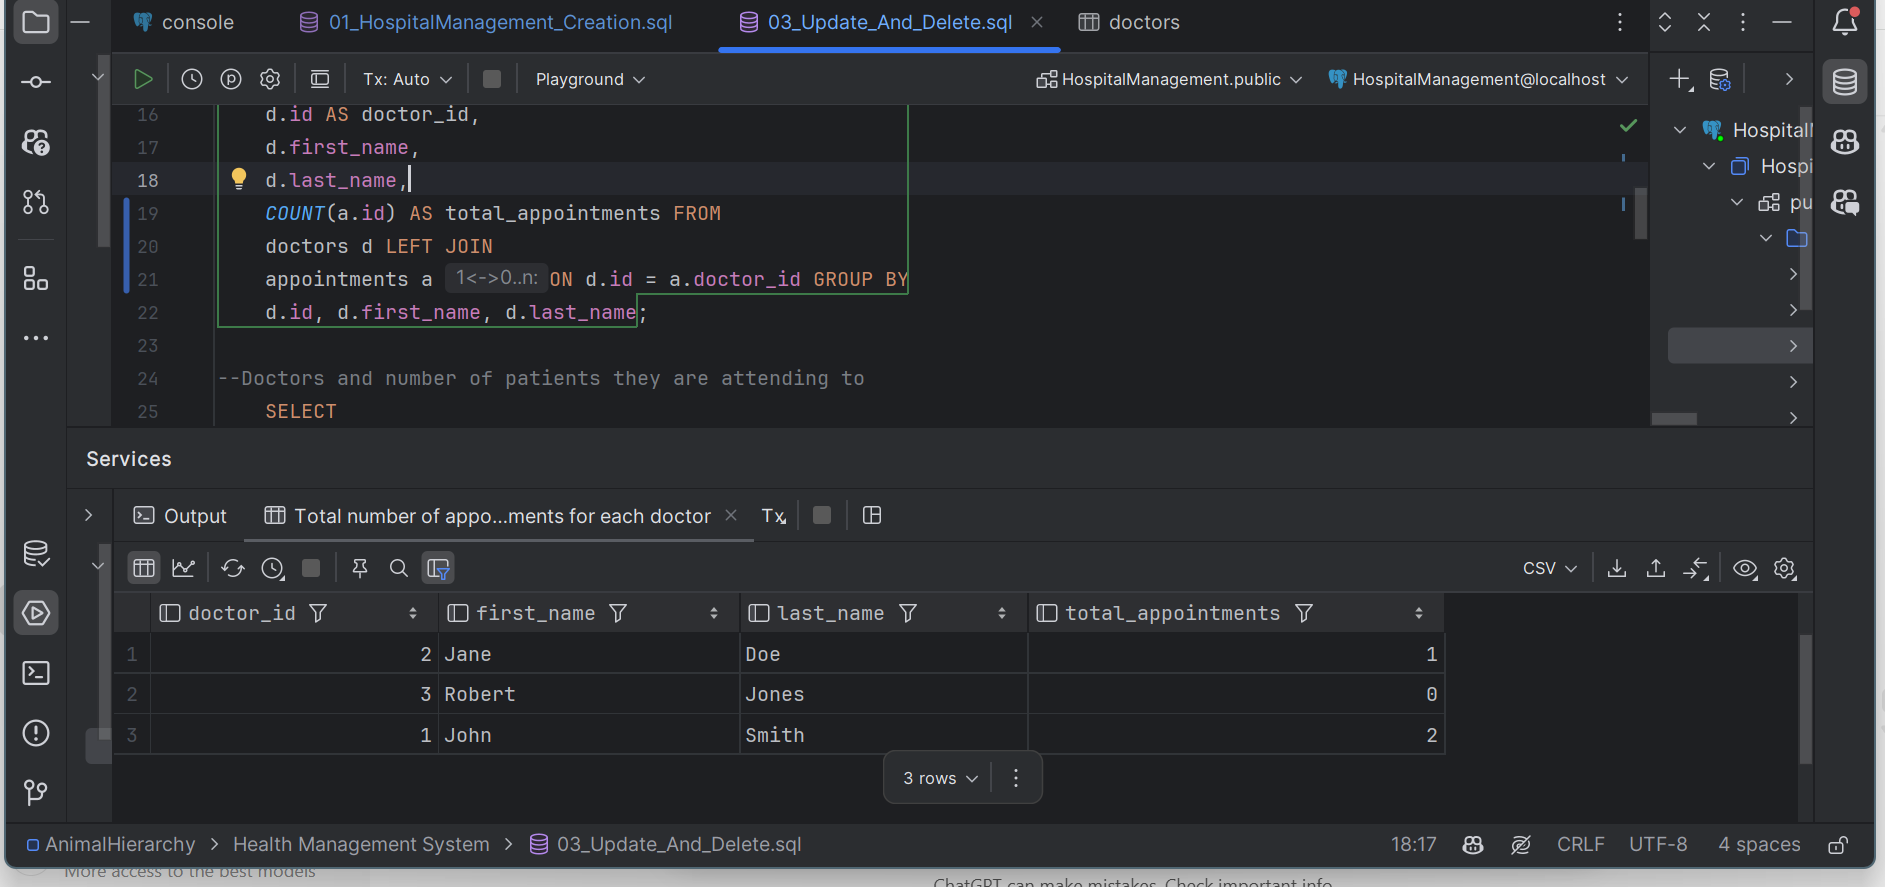 console
01_HospitalManagement_Creation.sql
03_Update_And_Delete.sql
doctors
Tx: Auto
Playground
HospitalManagement.public
HospitalManagement@localhost
16 d.id AS doctor_id,
17 d.first_name,
18 d.last_name,
19 COUNT(a.id) AS total_appointments FROM
20 doctors d LEFT JOIN
21 appointments a 1<->0..n: ON d.id = a.doctor_id GROUP BY
22 d.id, d.first_name, d.last_name;
23
24 --Doctors and number of patients they are attending to
25 SELECT
Hospital
Hospi
pu
Services
Output
Total number of appo...ments for each doctor
Tx
CSV
doctor_id first_name last_name total_appointments
1 2 Jane Doe 1
2 3 Robert Jones 0
3 1 John Smith 2
3 rows
AnimalHierarchy > Health Management System > 03_Update_And_Delete.sql
18:17 CRLF UTF-8 4 spaces
More access to the best models
ChatGPT can make mistakes. Check important info.